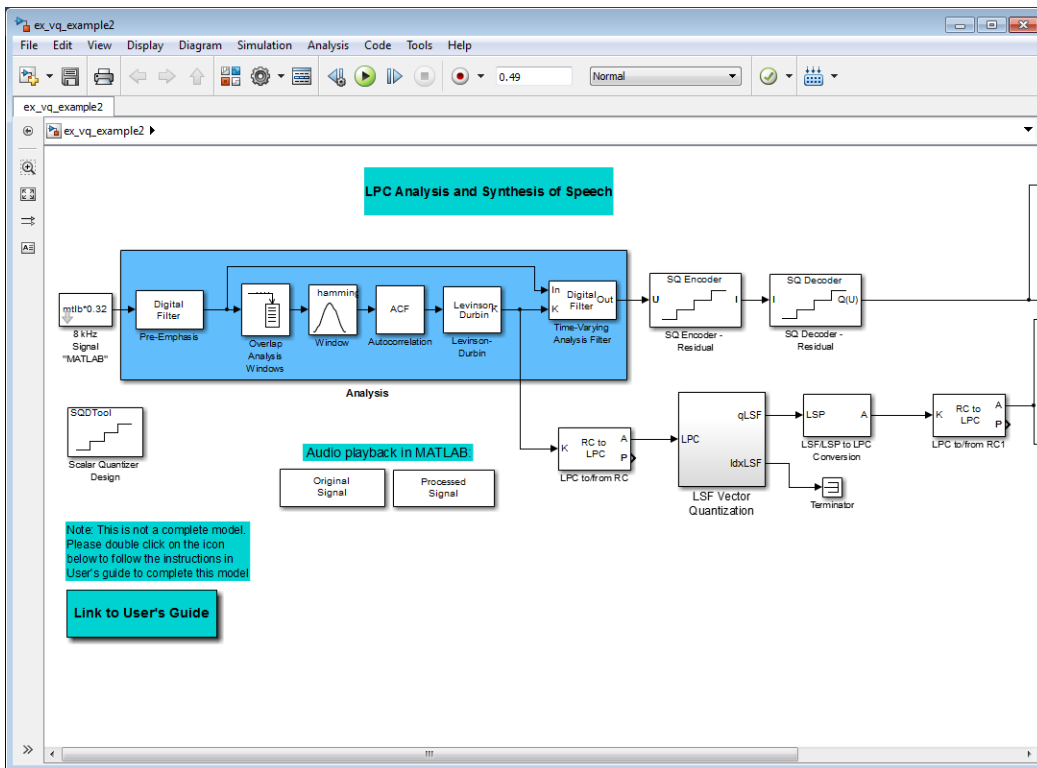 ex_vq_example2
File Edit View Display Diagram Simulation Analysis Code Tools Help
0.49 Normal
ex_vq_example2
ex_vq_example2
LPC Analysis and Synthesis of Speech
mtlb*0.32
8 kHz
Signal
"MATLAB"
Digital
Filter
Pre-Emphasis
Overlap
Analysis
Windows
hamming
Window
ACF
Autocorrelation
Levinson-
Durbin
K
Levinson-
Durbin
In
K
Digital
Filter
Out
Time-Varying
Analysis Filter
Analysis
SQ Encoder
U I
SQ Encoder -
Residual
SQ Decoder
I Q(U)
SQ Decoder -
Residual
SQDTool
Scalar Quantizer
Design
Audio playback in MATLAB:
Original
Signal
Processed
Signal
K
RC to
LPC
A
P
LPC to/from RC
LPC
qLSF
IdxLSF
LSF Vector
Quantization
LSP A
LSF/LSP to LPC
Conversion
Terminator
K
RC to
LPC
A
P
LPC to/from RC1
Note: This is not a complete model.
Please double click on the icon
below to follow the instructions in
User's guide to complete this model
Link to User's Guide